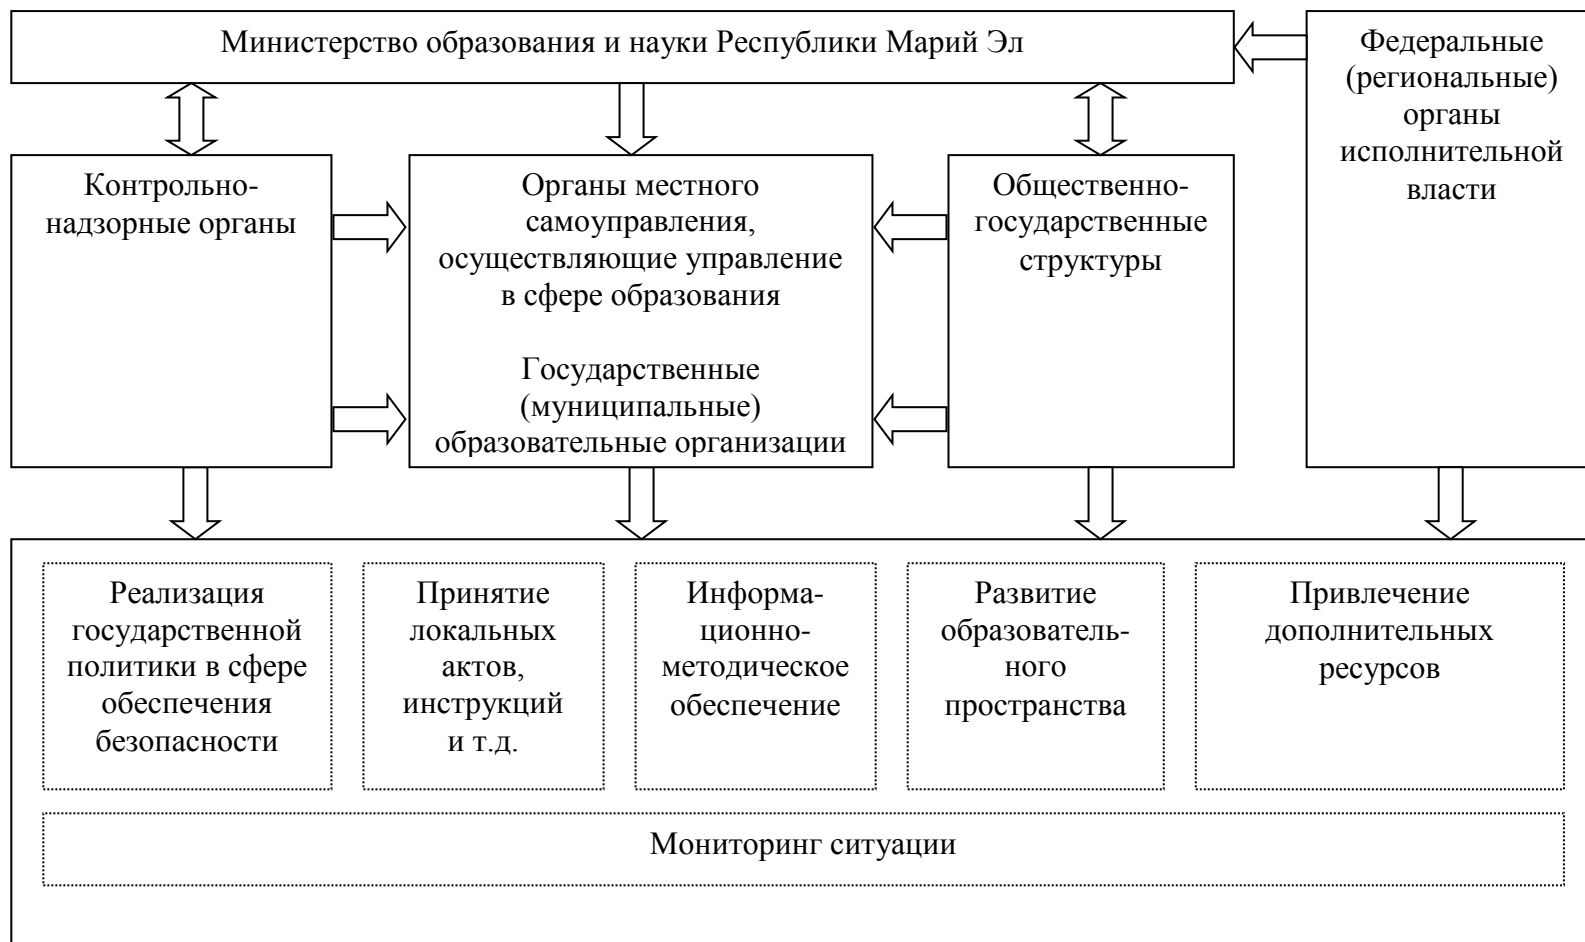 Министерство образования и науки Республики Марий Эл
Федеральные
(региональные)
органы
исполнительной
власти
Контрольно-
надзорные органы
Органы местного
самоуправления,
осуществляющие управление
в сфере образования
Государственные
(муниципальные)
образовательные организации
Общественно-
государственные
структуры
Реализация
государственной
политики в сфере
обеспечения
безопасности
Принятие
локальных
актов,
инструкций
и т.д.
Информа-
ционно-
методическое
обеспечение
Развитие
образователь-
ного
пространства
Привлечение
дополнительных
ресурсов
Мониторинг ситуации